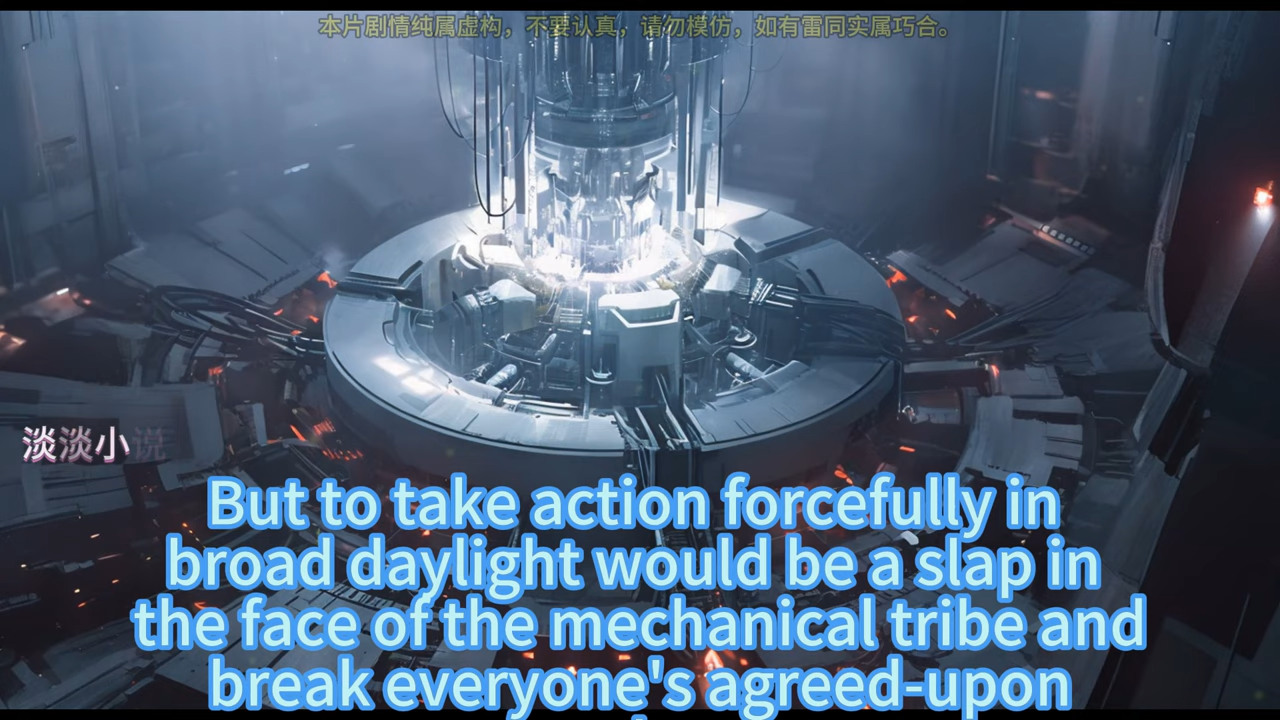 本片剧情纯属虚构，不要认真，请勿模仿，如有雷同实属巧合。
淡淡小说
But to take action forcefully in
broad daylight would be a slap in
the face of the mechanical tribe and
break everyone's agreed-upon